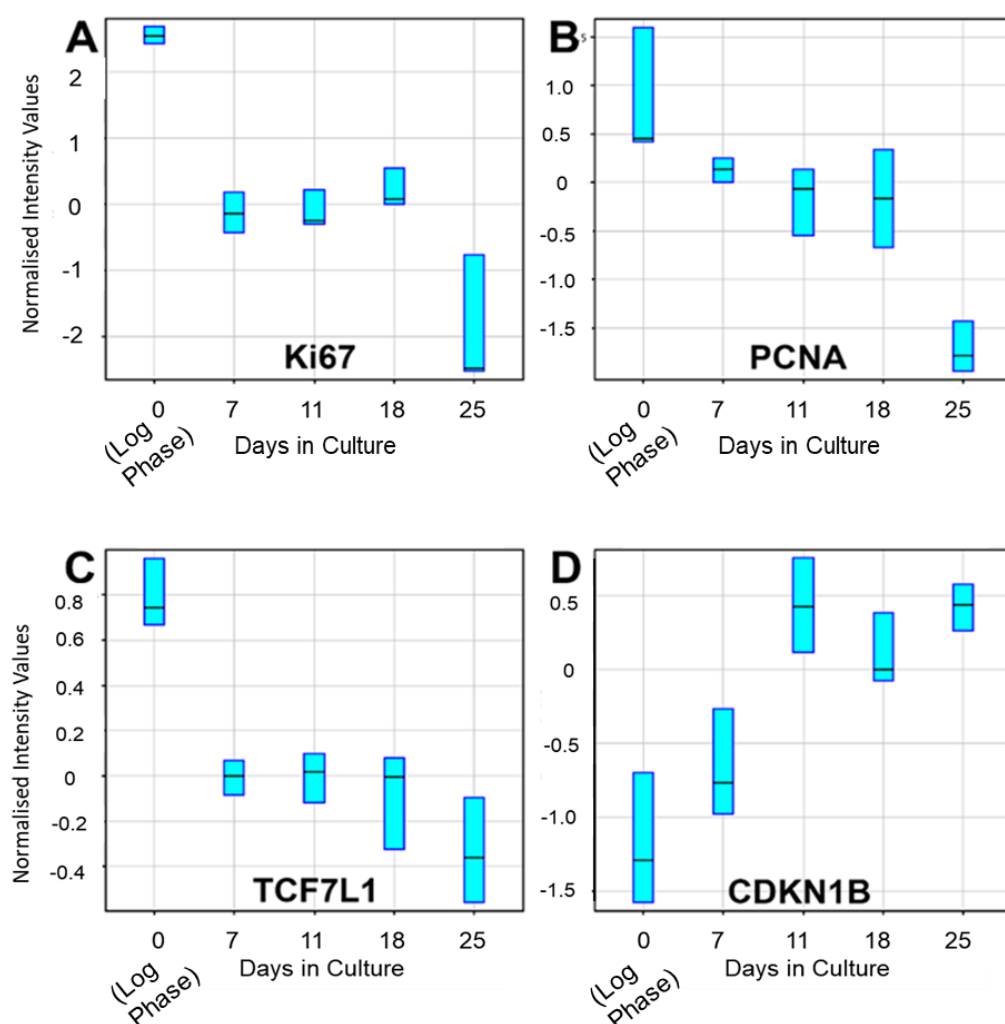 A
Normalised Intensity Values
2
1
0
-1
-2
Ki67
0 7 11 18 25
(Log Phase)
Days in Culture
B
5
1.0
0.5
0
-0.5
-1.0
-1.5
PCNA
0 7 11 18 25
(Log Phase)
Days in Culture
C
Normalised Intensity Values
0.8
0.6
0.4
0.2
0
-0.2
-0.4
TCF7L1
0 7 11 18 25
(Log Phase)
Days in Culture
D
0.5
0
-0.5
-1.0
-1.5
CDKN1B
0 7 11 18 25
(Log Phase)
Days in Culture